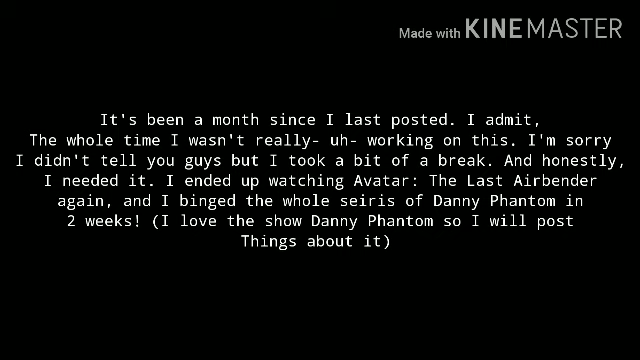 Made with KINEMASTER
It's been a month since I last posted. I admit,
The whole time I wasn't really- uh- working on this. I'm sorry
I didn't tell you guys but I took a bit of a break. And honestly,
I needed it. I ended up watching Avatar: The Last Airbender
again, and I binged the whole seiris of Danny Phantom in
2 weeks! (I love the show Danny Phantom so I will post
Things about it)